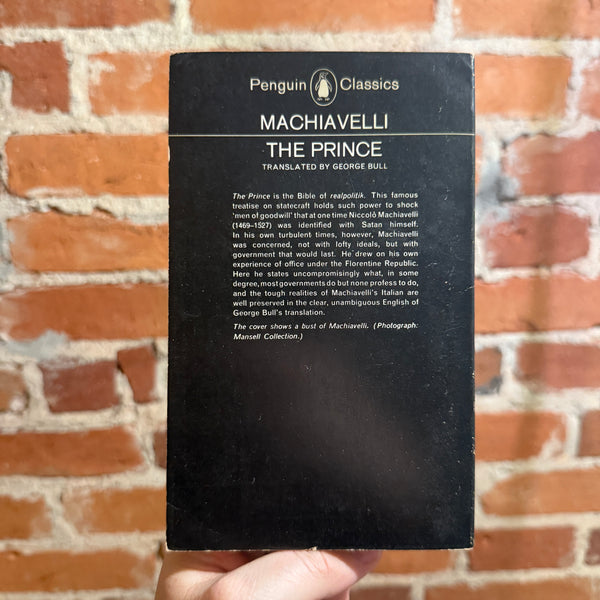 Penguin Classics
MACHIAVELLI
THE PRINCE
TRANSLATED BY GEORGE BULL
The Prince is the Bible of realpolitik. This famous
treatise on statecraft holds such power to shock
'men of goodwill' that at one time Niccolò Machiavelli
(1469–1527) was identified with Satan himself.
In his own turbulent times, however, Machiavelli
was concerned, not with lofty ideals, but with
government that would last. He drew on his own
experience of office under the Florentine Republic.
Here he states uncompromisingly what, in some
degree, most governments do but none profess to do,
and the tough realities of Machiavelli's Italian are
well preserved in the clear, unambiguous English of
George Bull's translation.
The cover shows a bust of Machiavelli. (Photograph:
Mansell Collection.)